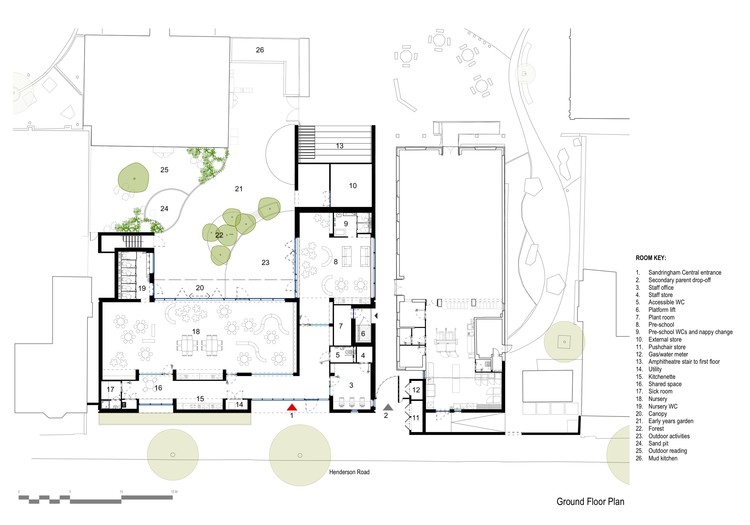 26
13
25
10
21
24
9
22
8
23
20
19
6
7
18
5
4
16
3
17
12
15
14
11
1
2
Henderson Road
Ground Floor Plan
ROOM KEY:
1. Sandringham Central entrance
2. Secondary parent drop-off
3. Staff office
4. Staff store
5. Accessible WC
6. Platform lift
7. Plant room
8. Pre-school
9. Pre-school WCs and nappy change
10. External store
11. Pushchair store
12. Gas/water meter
13. Amphitheatre stair to first floor
14. Utility
15. Kitchenette
16. Shared space
17. Sick room
18. Nursery
19. Nursery WC
20. Canopy
21. Early years garden
22. Forest
23. Outdoor activities
24. Sand pit
25. Outdoor reading
26. Mud kitchen